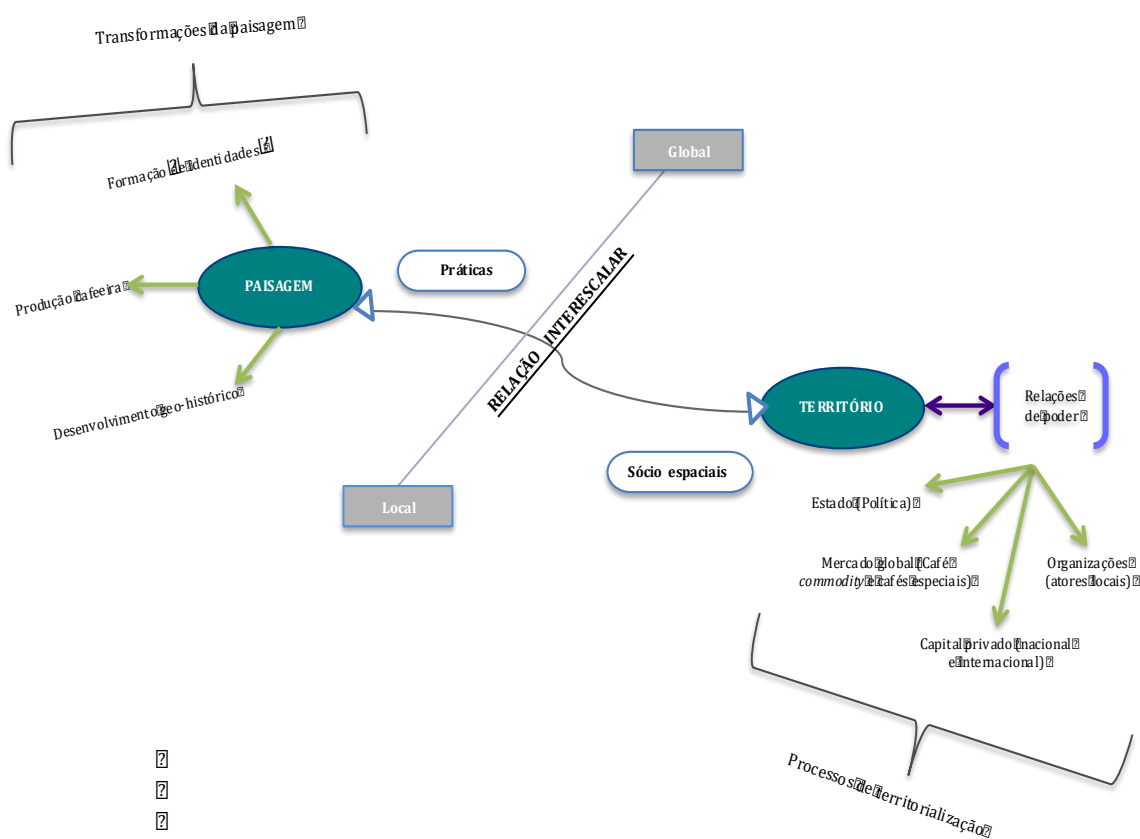 Transformações da paisagem
Formação de identidades
Global
Práticas
PAISAGEM
Produção cafeeira
RELAÇÃO INTERESCALAR
Desenvolvimento geo-histórico
TERRITÓRIO
Relações
de poder
Sócio espaciais
Local
Estado (Política)
Mercado global (Café
commodity e cafés especiais)
Organizações
(atores locais)
Capital privado (nacional
e internacional)
Processos de territorialização